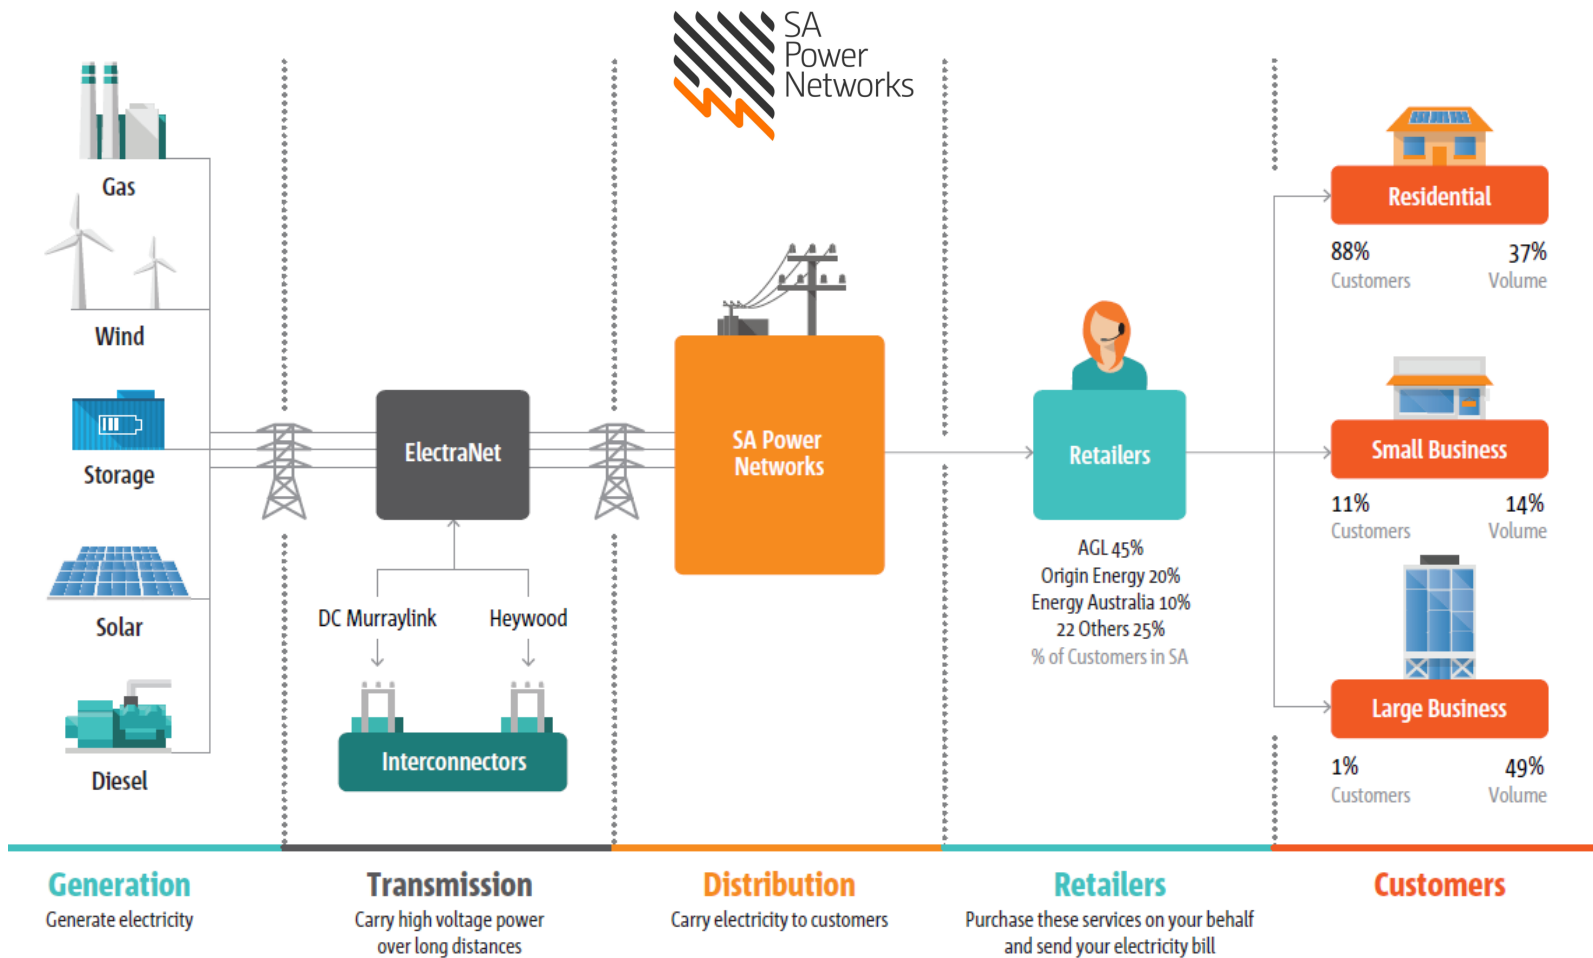 SA
Power
Networks
Gas
Wind
Storage
Solar
Diesel
ElectraNet
DC Murraylink
Heywood
Interconnectors
SA Power
Networks
Retailers
AGL 45%
Origin Energy 20%
Energy Australia 10%
22 Others 25%
% of Customers in SA
Residential
88% 37%
Customers Volume
Small Business
11% 14%
Customers Volume
Large Business
1% 49%
Customers Volume
Generation
Generate electricity
Transmission
Carry high voltage power
over long distances
Distribution
Carry electricity to customers
Retailers
Purchase these services on your behalf
and send your electricity bill
Customers